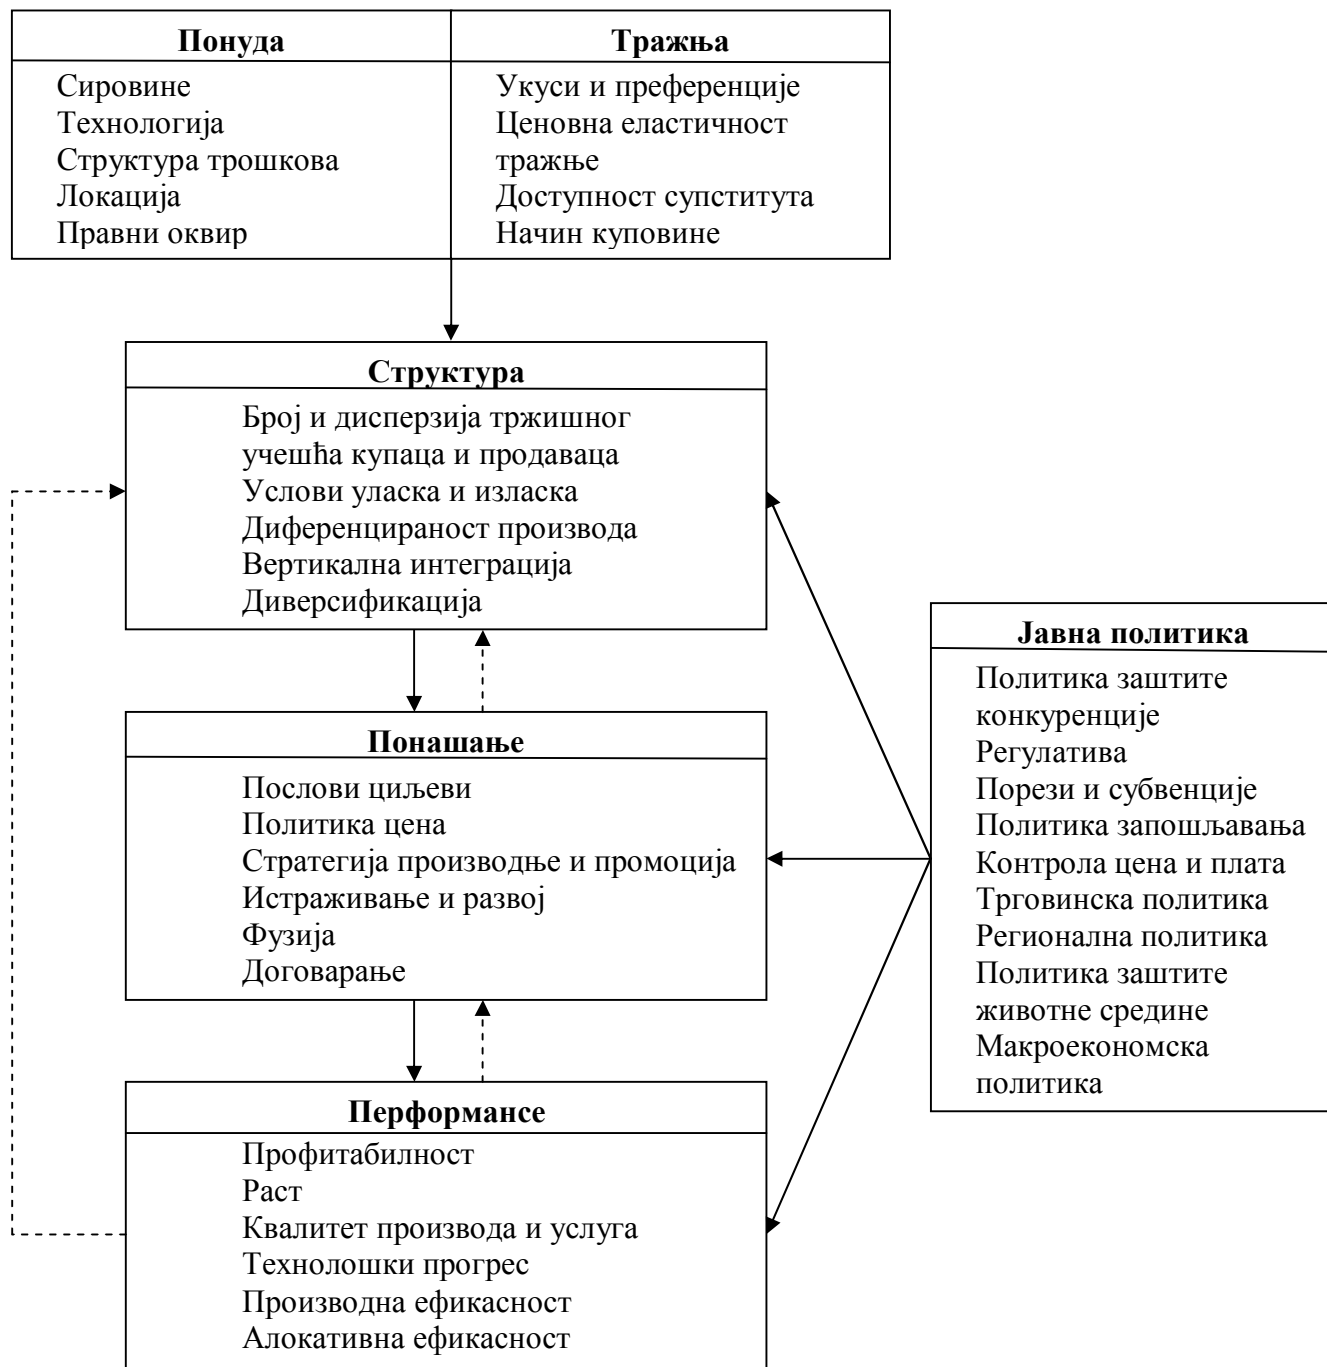 Понуда
Сировине
Технологија
Структура трошкова
Локација
Правни оквир
Тражња
Укуси и преференције
Ценовна еластичност
тражње
Доступност супститута
Начин куповине
Структура
Број и дисперзија тржишног
учешћа купаца и продаваца
Услови уласка и изласка
Диференцираност производа
Вертикална интеграција
Диверсификација
Понашање
Послови циљеви
Политика цена
Стратегија производње и промоција
Истраживање и развој
Фузија
Договарање
Перформансе
Профитабилност
Раст
Квалитет производа и услуга
Технолошки прогрес
Производна ефикасност
Алокативна ефикасност
Јавна политика
Политика заштите
конкуренције
Регулатива
Порези и субвенције
Политика запошљавања
Контрола цена и плата
Трговинска политика
Регионална политика
Политика заштите
животне средине
Макроекономска
политика